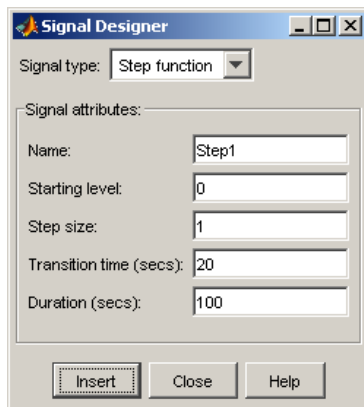 Signal Designer
Signal type: Step function
Signal attributes:
Name: Step1
Starting level: 0
Step size: 1
Transition time (secs): 20
Duration (secs): 100
Insert Close Help